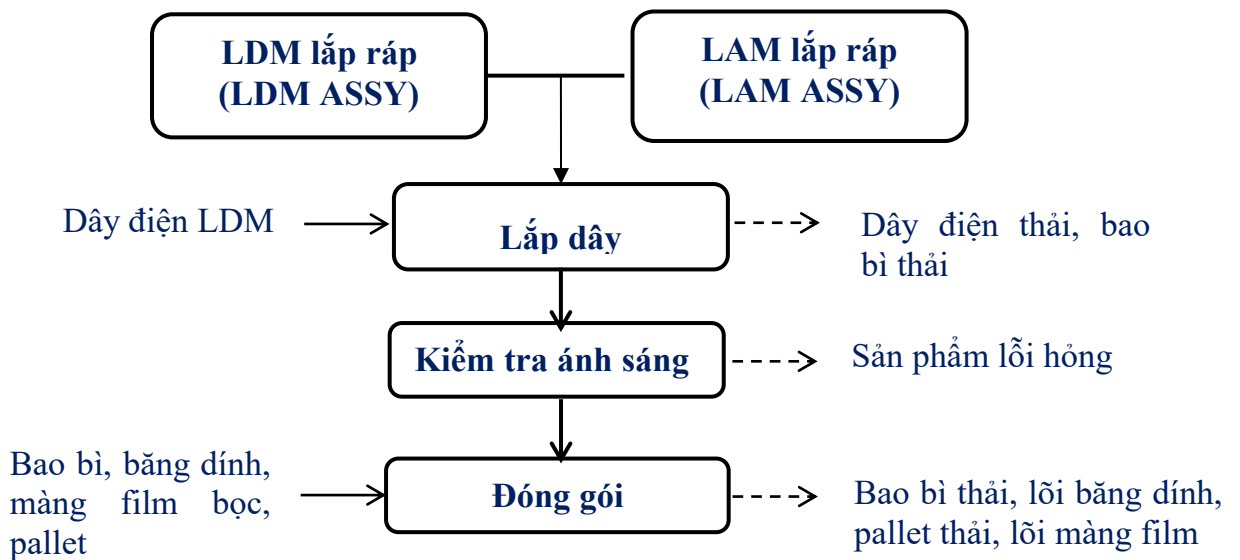 LDM lắp ráp
(LDM ASSY)
LAM lắp ráp
(LAM ASSY)
Dây điện LDM
Lắp dây
Dây điện thải, bao
bì thải
Kiểm tra ánh sáng
Sản phẩm lỗi hỏng
Bao bì, băng dính,
màng film bọc,
pallet
Đóng gói
Bao bì thải, lõi băng dính,
pallet thải, lõi màng film